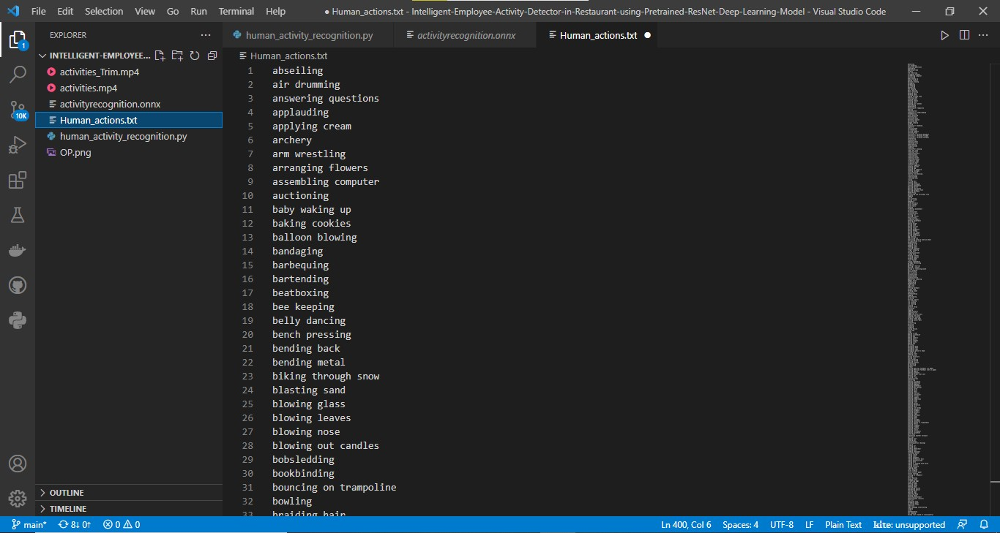 File Edit Selection View Go Run Terminal Help ● Human_actions.txt - Intelligent-Employee-Activity-Detector-in-Restaurant-using-Pretrained-ResNet-Deep-Learning-Model - Visual Studio Code
EXPLORER
human_activity_recognition.py activityrecognition.onnx Human_actions.txt
INTELLIGENT-EMPLOYEE...
Human_actions.txt
activities_Trim.mp4
activities.mp4
activityrecognition.onnx
Human_actions.txt
human_activity_recognition.py
OP.png
1
10K
1 abseiling
2 air drumming
3 answering questions
4 applauding
5 applying cream
6 archery
7 arm wrestling
8 arranging flowers
9 assembling computer
10 auctioning
11 baby waking up
12 baking cookies
13 balloon blowing
14 bandaging
15 barbequing
16 bartending
17 beatboxing
18 bee keeping
19 belly dancing
20 bench pressing
21 bending back
22 bending metal
23 biking through snow
24 blasting sand
25 blowing glass
26 blowing leaves
27 blowing nose
28 blowing out candles
29 bobsledding
30 bookbinding
31 bouncing on trampoline
32 bowling
33 braiding hair
OUTLINE
TIMELINE
main* 8↓ 0↑ 0 0 Ln 400, Col 6 Spaces: 4 UTF-8 LF Plain Text kite: unsupported